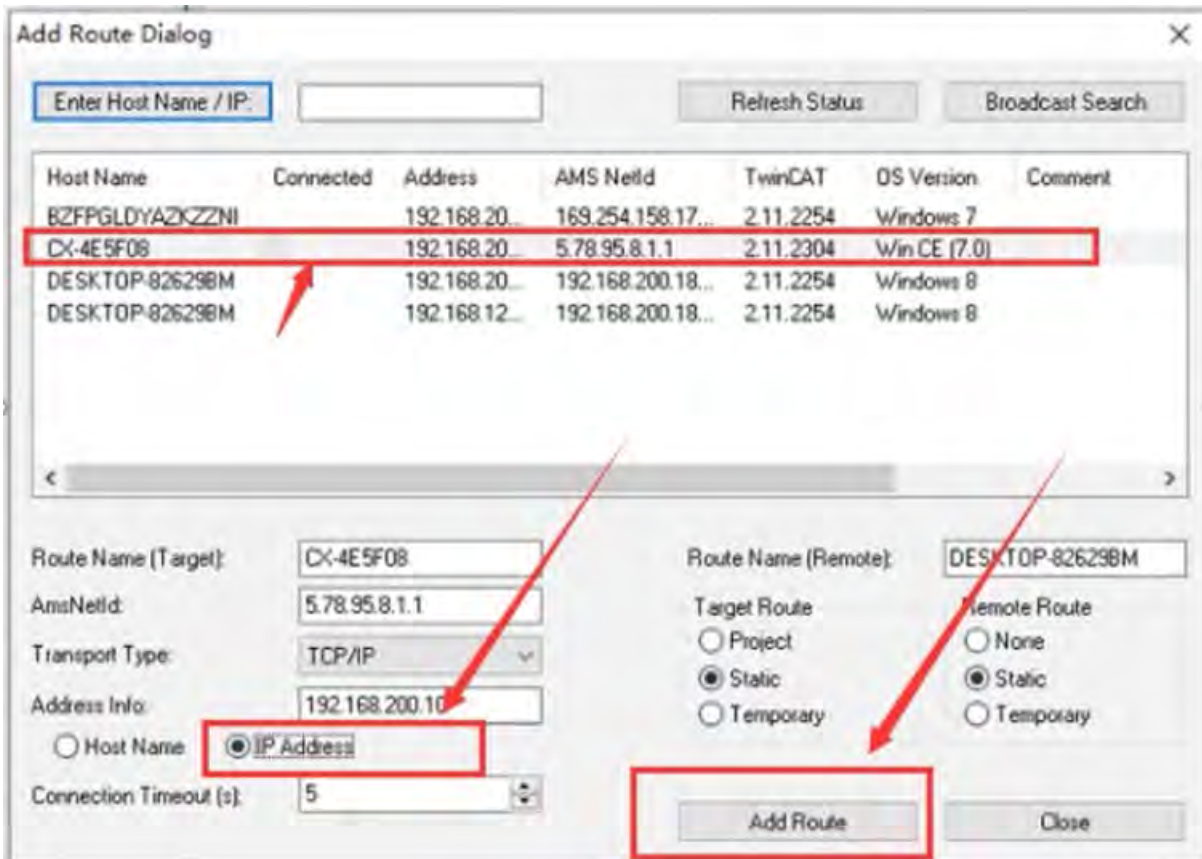 Add Route Dialog
Enter Host Name / IP:
Refresh Status
Broadcast Search
Host Name Connected Address AMS NetId TwinCAT OS Version Comment
BZFPGLDYAZKZZNI 192.168.20... 169.254.158.17... 2.11.2254 Windows 7
CX-4E5F08 192.168.20... 5.78.95.8.1.1 2.11.2304 Win CE (7.0)
DESKTOP-82629BM 192.168.20... 192.168.200.18... 2.11.2254 Windows 8
DESKTOP-82629BM 192.168.12... 192.168.200.18... 2.11.2254 Windows 8
Route Name (Target): CX-4E5F08
Route Name (Remote): DESKTOP-82629BM
AmsNetId: 5.78.95.8.1.1
Target Route
Remote Route
Transport Type: TCP/IP
Project
None
Static
Static
Address Info: 192.168.200.10
Temporary
Temporary
Host Name
IP Address
Connection Timeout (s): 5
Add Route
Close